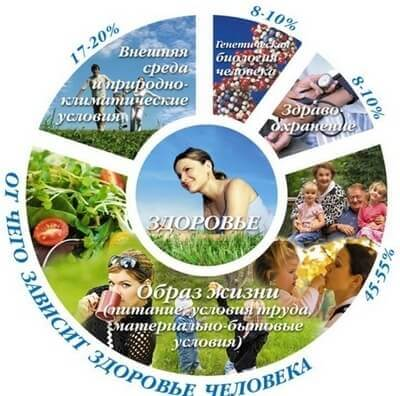 17-20%
Внешняя
среда
и природно-
климатические
условия
8-10%
Генетическая
биология
человека
8-10%
Здраво-
охранение
ЗДОРОВЬЕ
45-55%
Образ жизни
(питание, условия труда,
материально-бытовые
условия)
ОТ ЧЕГО ЗАВИСИТ ЗДОРОВЬЕ ЧЕЛОВЕКА